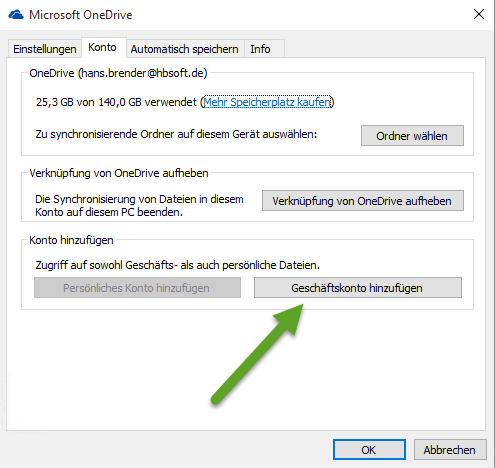 Microsoft OneDrive
Einstellungen Konto Automatisch speichern Info
OneDrive (hans.brender@hbsoft.de)
25,3 GB von 140,0 GB verwendet (Mehr Speicherplatz kaufen)
Zu synchronisierende Ordner auf diesem Gerät auswählen: Ordner wählen
Verknüpfung von OneDrive aufheben
Die Synchronisierung von Dateien in diesem
Konto auf diesem PC beenden.
Verknüpfung von OneDrive aufheben
Konto hinzufügen
Zugriff auf sowohl Geschäfts- als auch persönliche Dateien.
Persönliches Konto hinzufügen Geschäftskonto hinzufügen
OK Abbrechen